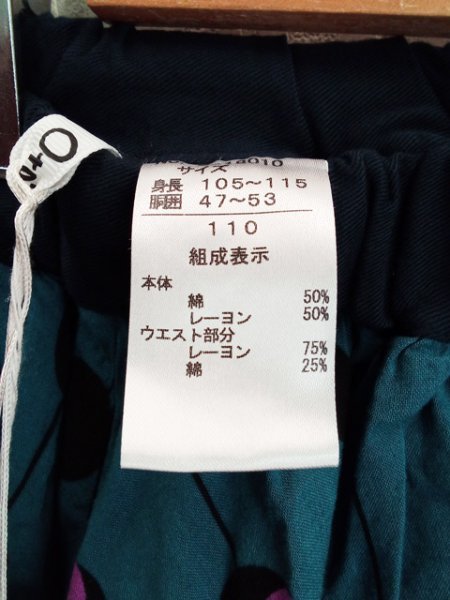 サイズ
身長 105~115
胴囲 47~53
110
組成表示
本体
綿 50%
レーヨン 50%
ウエスト部分
レーヨン 75%
綿 25%